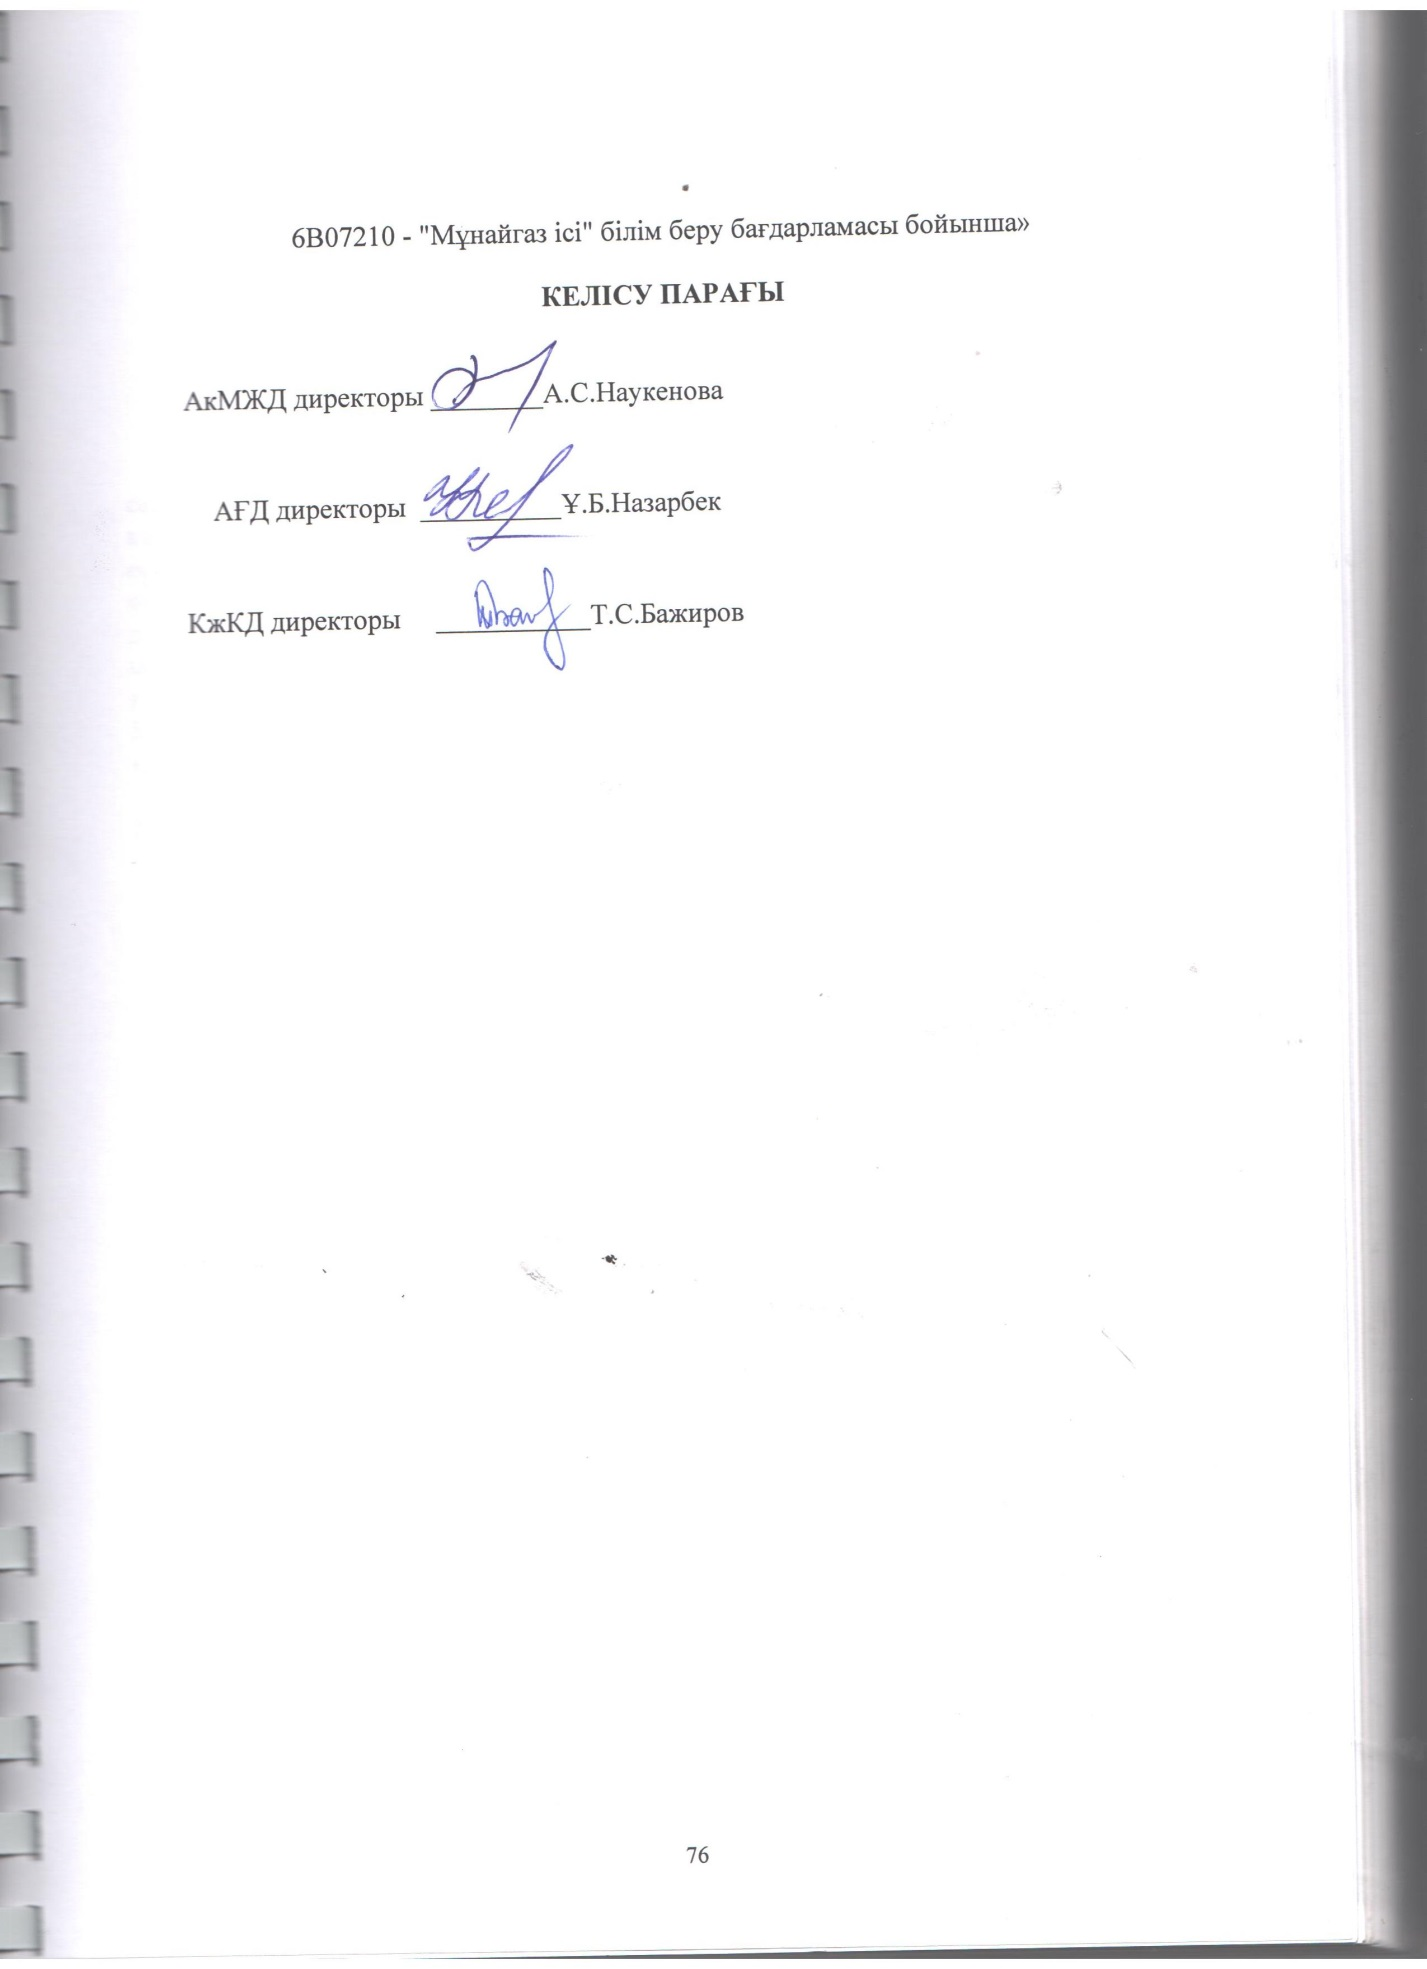 6В07210 - "Мұнайгаз ісі" білім беру бағдарламасы бойынша»
КЕЛІСУ ПАРАҒЫ
АкМЖД директоры ________А.С.Наукенова
АҒД директоры __________Ұ.Б.Назарбек
КжКД директоры ___________Т.С.Бажиров
76